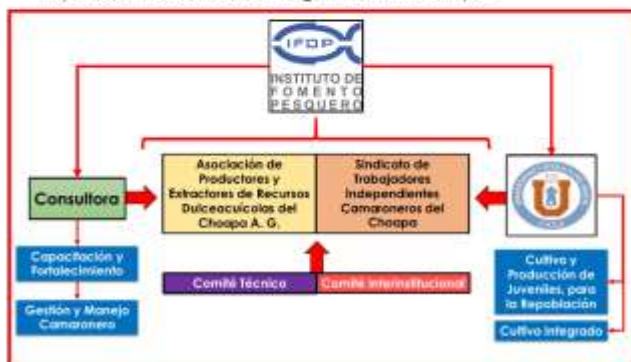 IFOP
INSTITUTO DE
FOMENTO
PESQUERO
Consultora
Asociación de
Productores y
Extractores de Recursos
Dulceacuícolas del
Choapa A. G.
Sindicato de
Trabajadores
Independientes
Camaroneros del
Choapa
Capacitación y
Fortalecimiento
Gestión y Manejo
Camaronero
Comité Técnico
Comité Interinstitucional
Cultivo y
Producción de
Juveniles, para
la Repoblación
Cultivo Integrado